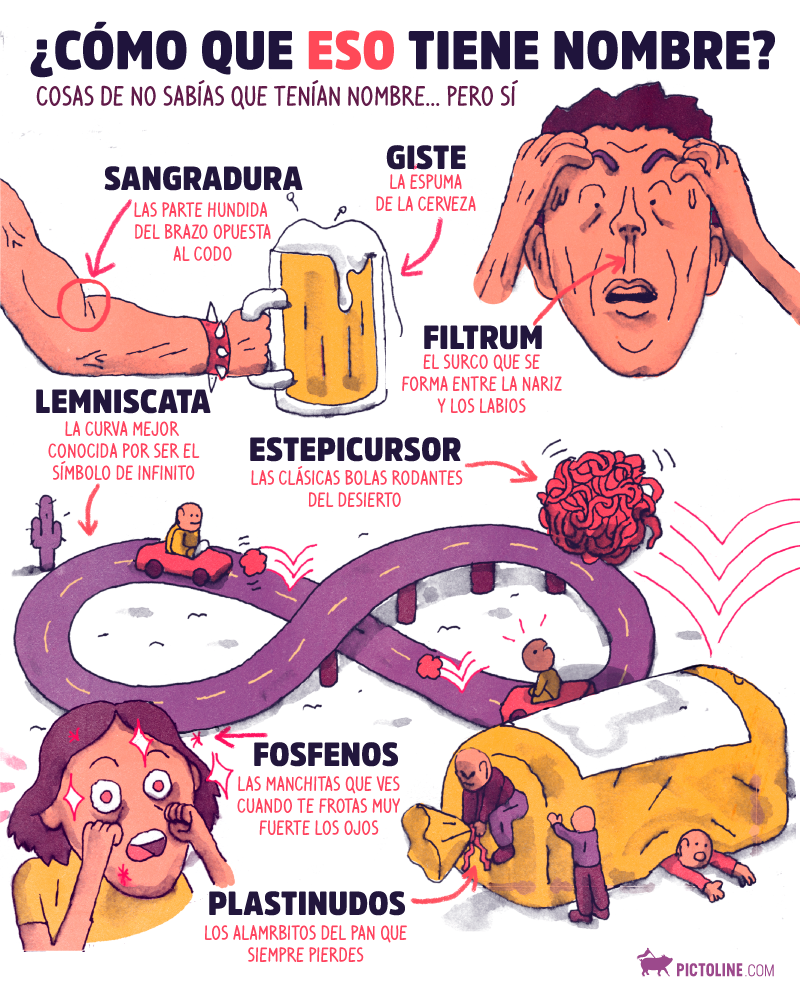 ¿CÓMO QUE ESO TIENE NOMBRE?
COSAS DE NO SABÍAS QUE TENÍAN NOMBRE... PERO SÍ
SANGRADURA
LAS PARTE HUNDIDA
DEL BRAZO OPUESTA
AL CODO
GISTE
LA ESPUMA
DE LA CERVEZA
FILTRUM
EL SURCO QUE SE
FORMA ENTRE LA NARIZ
Y LOS LABIOS
LEMNISCATA
LA CURVA MEJOR
CONOCIDA POR SER EL
SÍMBOLO DE INFINITO
ESTEPICURSOR
LAS CLÁSICAS BOLAS RODANTES
DEL DESIERTO
FOSFENOS
LAS MANCHITAS QUE VES
CUANDO TE FROTAS MUY
FUERTE LOS OJOS
PLASTINUDOS
LOS ALAMRBITOS DEL PAN QUE
SIEMPRE PIERDES
PICTOLINE.COM